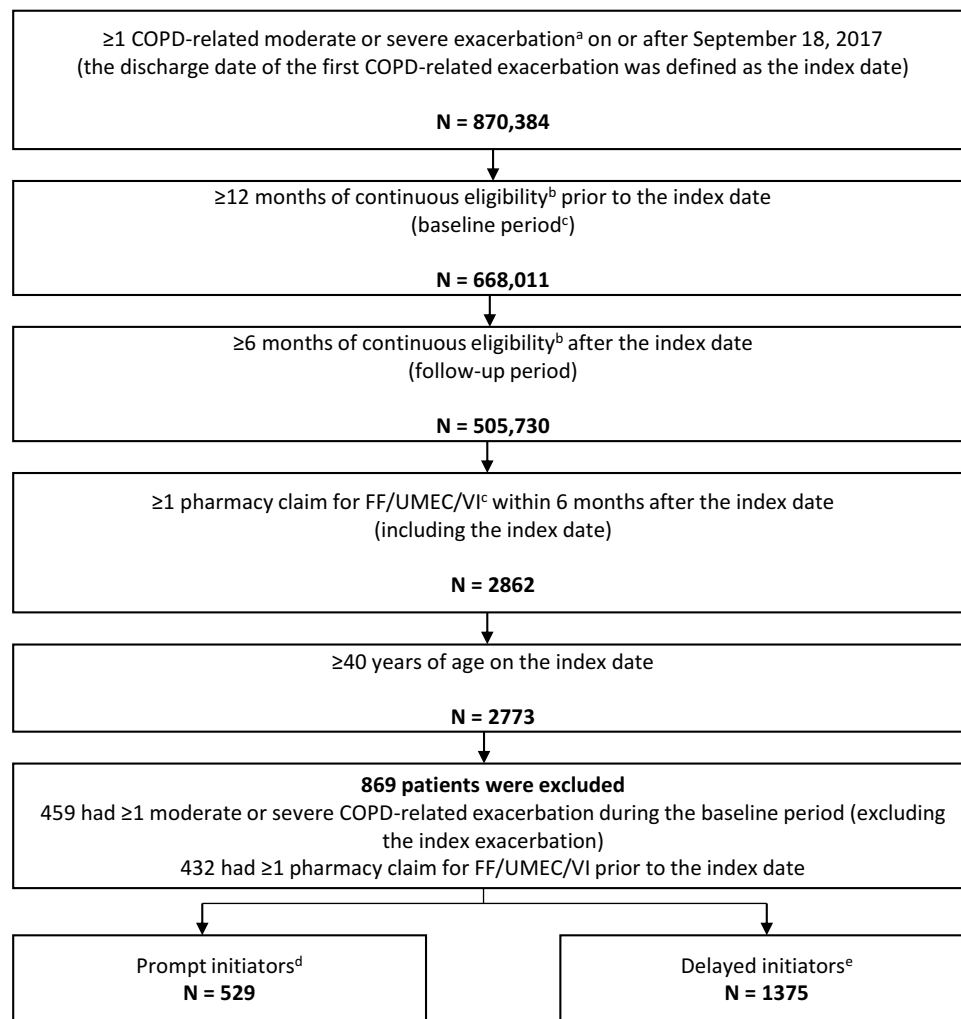 ≥1 COPD-related moderate or severe exacerbationᵃ on or after September 18, 2017
(the discharge date of the first COPD-related exacerbation was defined as the index date)
N = 870,384
≥12 months of continuous eligibilityᵇ prior to the index date
(baseline periodᶜ)
N = 668,011
≥6 months of continuous eligibilityᵇ after the index date
(follow-up period)
N = 505,730
≥1 pharmacy claim for FF/UMEC/VIᶜ within 6 months after the index date
(including the index date)
N = 2862
≥40 years of age on the index date
N = 2773
869 patients were excluded
459 had ≥1 moderate or severe COPD-related exacerbation during the baseline period (excluding
the index exacerbation)
432 had ≥1 pharmacy claim for FF/UMEC/VI prior to the index date
Prompt initiatorsᵈ
N = 529
Delayed initiatorsᵉ
N = 1375